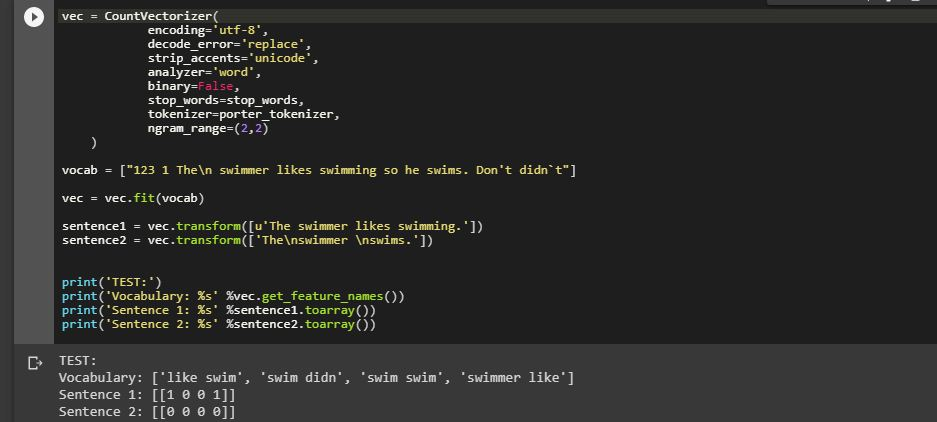 vec = CountVectorizer(
encoding='utf-8',
decode_error='replace',
strip_accents='unicode',
analyzer='word',
binary=False,
stop_words=stop_words,
tokenizer=porter_tokenizer,
ngram_range=(2,2)
)
vocab = ["123 1 The\n swimmer likes swimming so he swims. Don't didn`t"]
vec = vec.fit(vocab)
sentence1 = vec.transform([u'The swimmer likes swimming.'])
sentence2 = vec.transform(['The\nswimmer \nswims.'])
print('TEST:')
print('Vocabulary: %s' %vec.get_feature_names())
print('Sentence 1: %s' %sentence1.toarray())
print('Sentence 2: %s' %sentence2.toarray())
TEST:
Vocabulary: ['like swim', 'swim didn', 'swim swim', 'swimmer like']
Sentence 1: [[1 0 0 1]]
Sentence 2: [[0 0 0 0]]